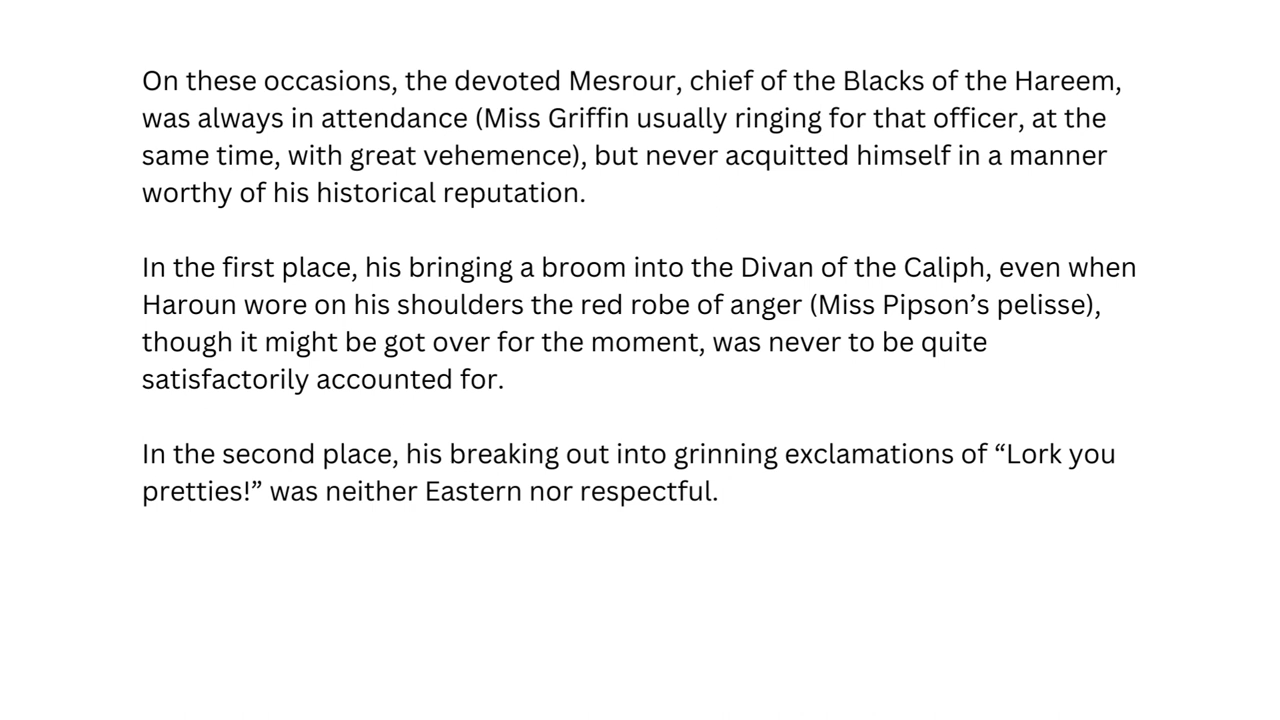 On these occasions, the devoted Mesrour, chief of the Blacks of the Hareem,
was always in attendance (Miss Griffin usually ringing for that officer, at the
same time, with great vehemence), but never acquitted himself in a manner
worthy of his historical reputation.
In the first place, his bringing a broom into the Divan of the Caliph, even when
Haroun wore on his shoulders the red robe of anger (Miss Pipson’s pelisse),
though it might be got over for the moment, was never to be quite
satisfactorily accounted for.
In the second place, his breaking out into grinning exclamations of “Lork you
pretties!” was neither Eastern nor respectful.